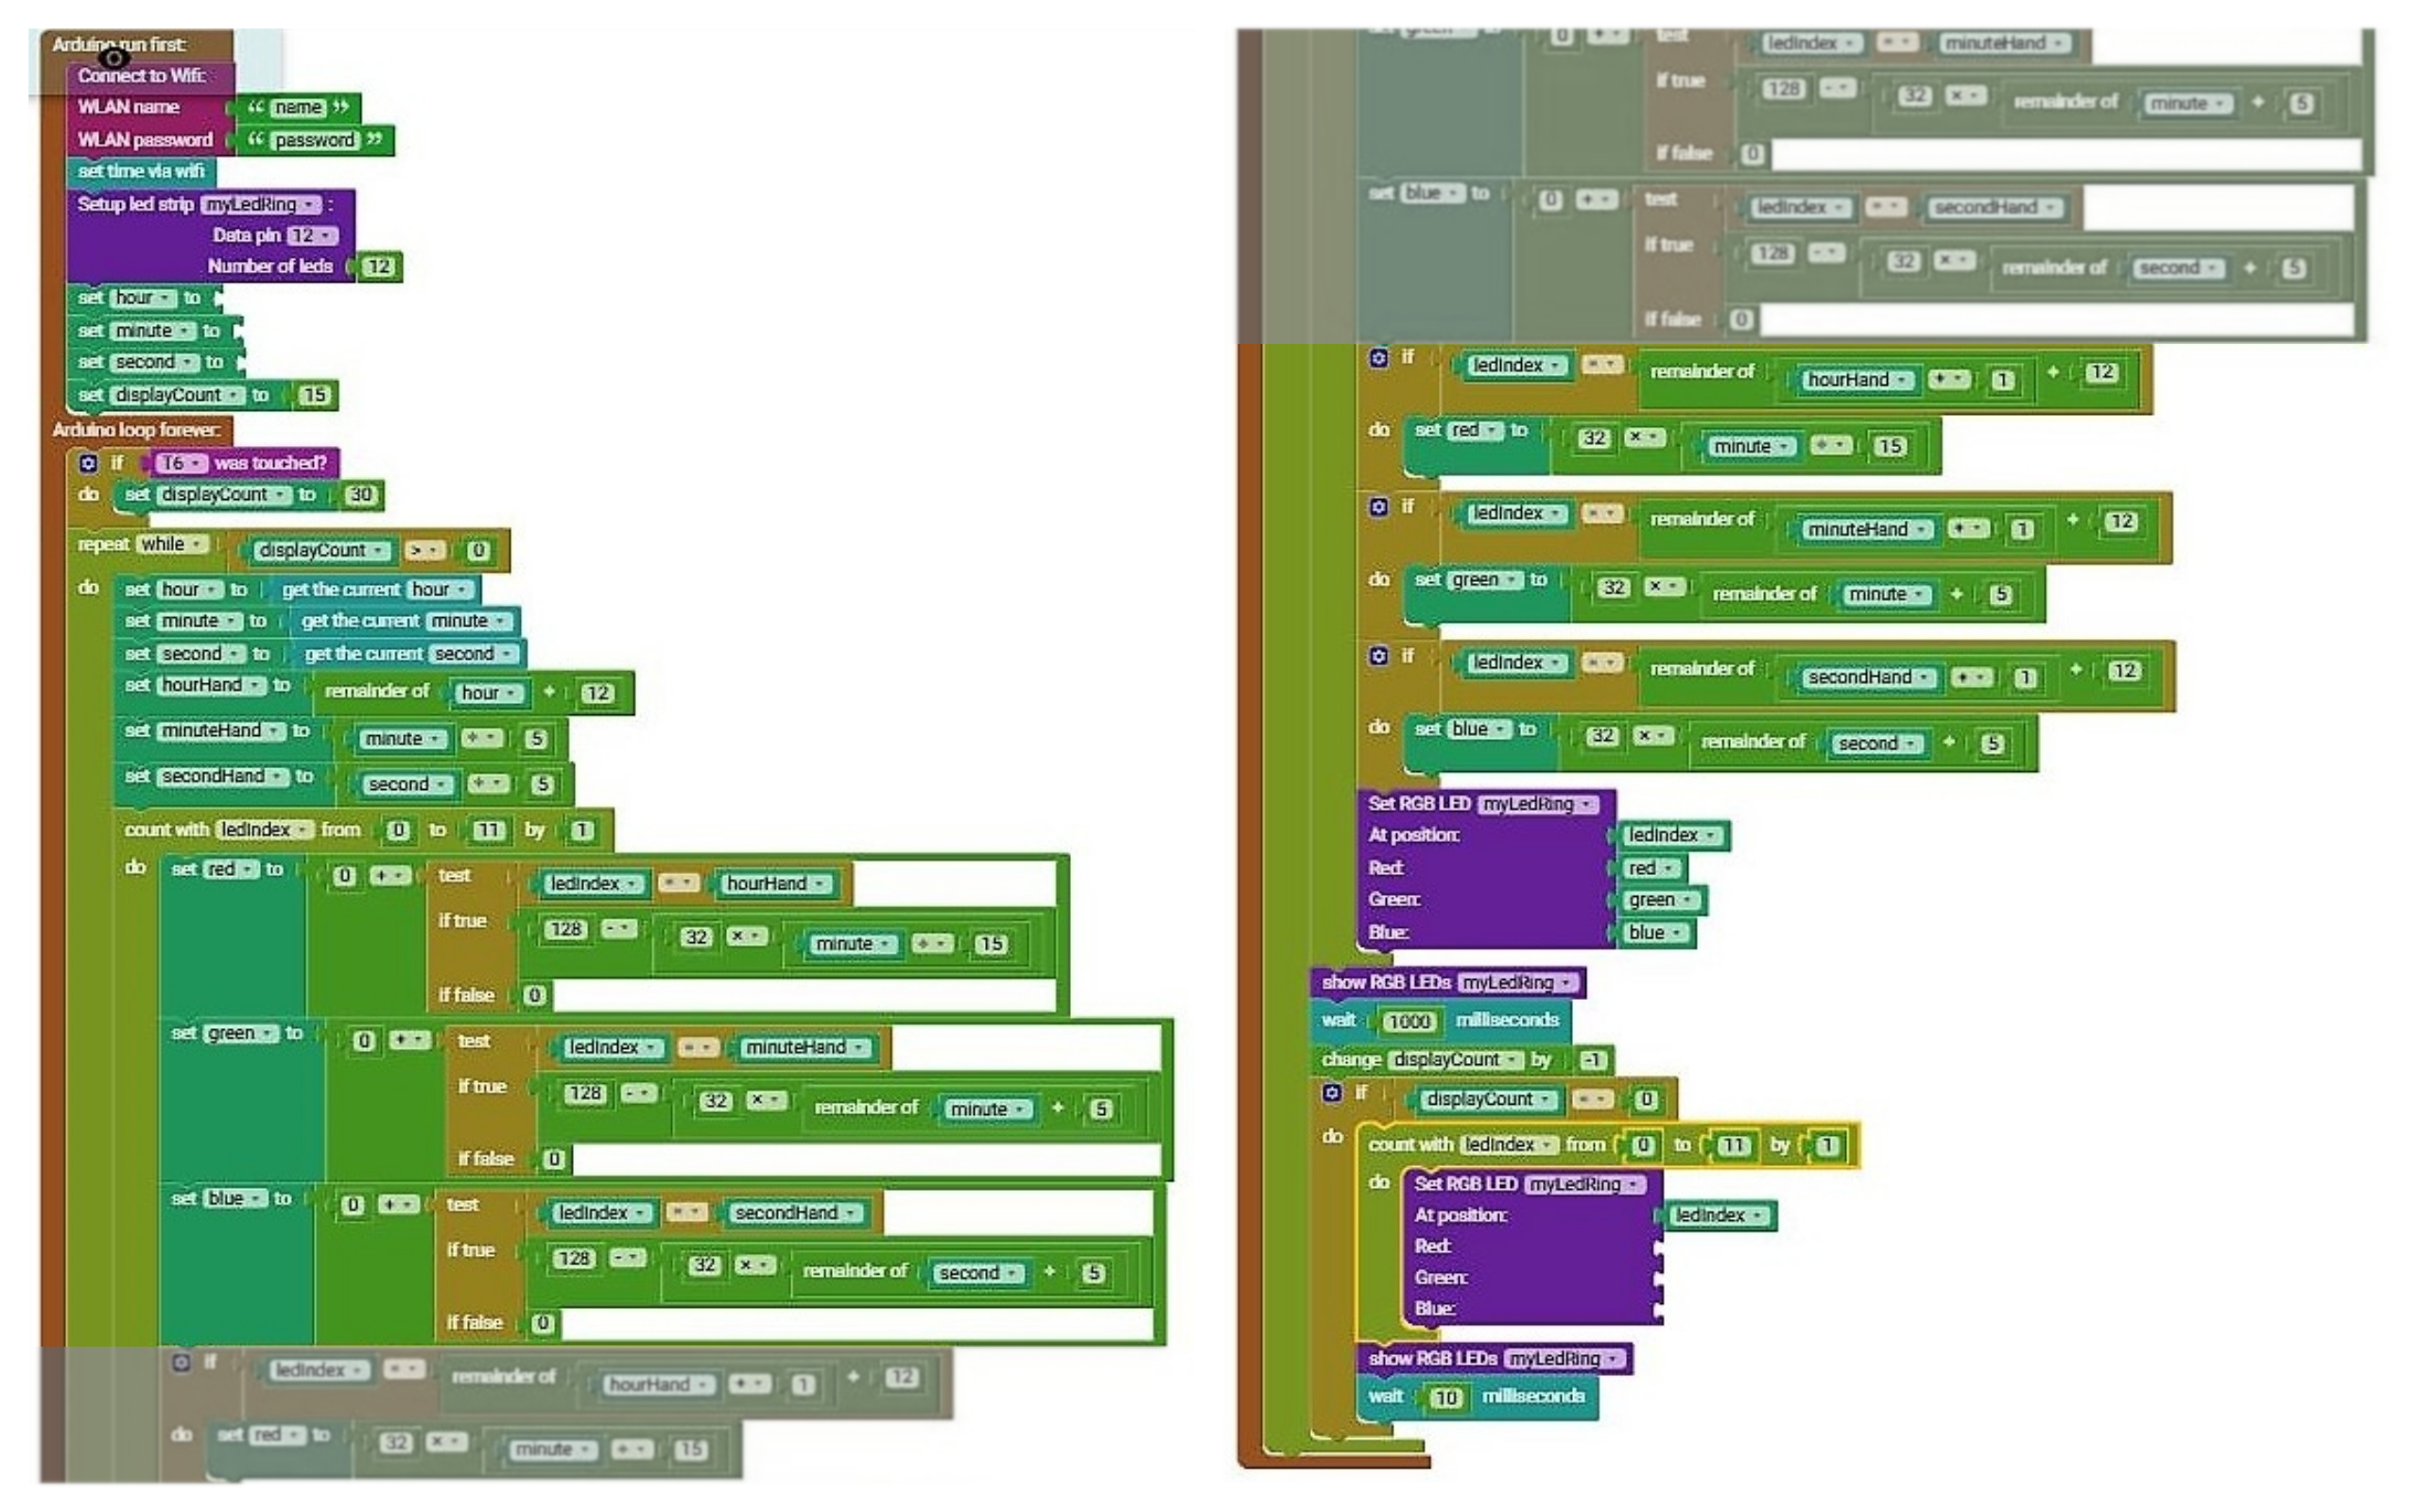 Arduino run first:
Connect to Wifi:
WLAN name “ name ”
WLAN password “ password ”
set time via wifi
Setup led strip myLedRing :
Data pin 12
Number of leds 12
set hour to
set minute to
set second to
set displayCount to 15
Arduino loop forever:
if T6 was touched?
do set displayCount to 30
repeat while displayCount > 0
do set hour to get the current hour
set minute to get the current minute
set second to get the current second
set hourHand to remainder of hour ÷ 12
set minuteHand to minute ÷ 5
set secondHand to second ÷ 5
count with ledIndex from 0 to 11 by 1
do set red to 0 + test ledIndex = hourHand
if true 128 - 32 × minute ÷ 15
if false 0
set green to 0 + test ledIndex = minuteHand
if true 128 - 32 × remainder of minute ÷ 5
if false 0
set blue to 0 + test ledIndex = secondHand
if true 128 - 32 × remainder of second ÷ 5
if false 0
if ledIndex = remainder of hourHand + 1 ÷ 12
do set red to 32 × minute ÷ 15
set green to 0 + test ledIndex = minuteHand
if true 128 - 32 × remainder of minute ÷ 5
if false 0
set blue to 0 + test ledIndex = secondHand
if true 128 - 32 × remainder of second ÷ 5
if false 0
if ledIndex = remainder of hourHand + 1 ÷ 12
do set red to 32 × minute ÷ 15
if ledIndex = remainder of minuteHand + 1 ÷ 12
do set green to 32 × remainder of minute ÷ 5
if ledIndex = remainder of secondHand + 1 ÷ 12
do set blue to 32 × remainder of second ÷ 5
Set RGB LED myLedRing
At position: ledIndex
Red: red
Green: green
Blue: blue
show RGB LEDs myLedRing
wait 1000 milliseconds
change displayCount by -1
if displayCount = 0
do count with ledIndex from 0 to 11 by 1
do Set RGB LED myLedRing
At position: ledIndex
Red:
Green:
Blue:
show RGB LEDs myLedRing
wait 10 milliseconds